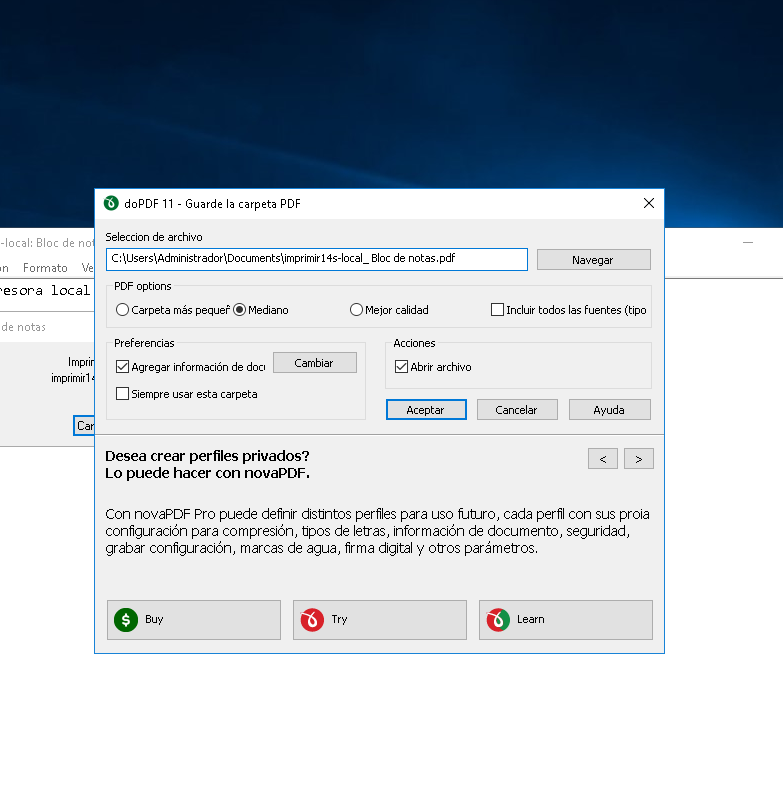 doPDF 11 - Guarde la carpeta PDF
-local: Bloc de not
ón Formato Ve
resora local
de notas
Imprin
imprimir14
Can
Seleccion de archivo
C:\Users\Administrador\Documents\imprimir14s-local_ Bloc de notas.pdf
Navegar
PDF options
Carpeta más pequeñ Mediano Mejor calidad Incluir todos las fuentes (tipo
Preferencias
Agregar información de docu Cambiar
Siempre usar esta carpeta
Acciones
Abrir archivo
Aceptar Cancelar Ayuda
Desea crear perfiles privados?
Lo puede hacer con novaPDF.
< >
Con novaPDF Pro puede definir distintos perfiles para uso futuro, cada perfil con sus proia
configuración para compresión, tipos de letras, información de documento, seguridad,
grabar configuración, marcas de agua, firma digital y otros parámetros.
Buy Try Learn